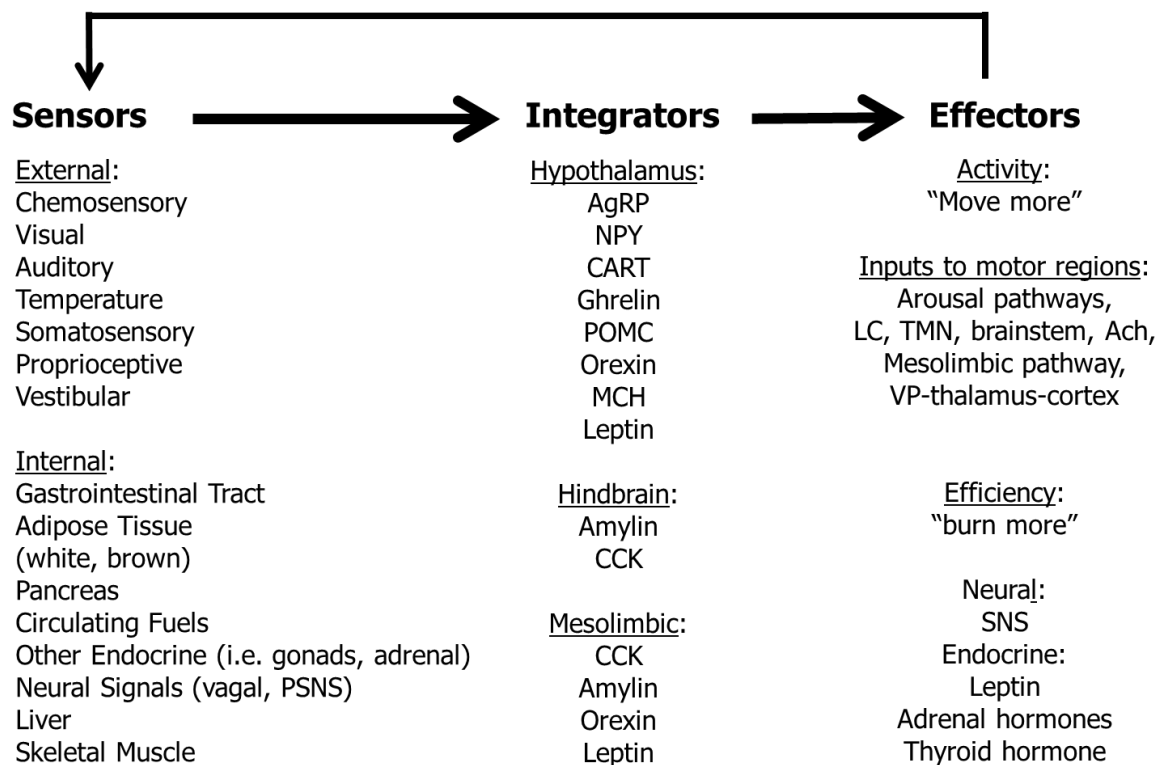 Sensors
External:
Chemosensory
Visual
Auditory
Temperature
Somatosensory
Proprioceptive
Vestibular
Internal:
Gastrointestinal Tract
Adipose Tissue
(white, brown)
Pancreas
Circulating Fuels
Other Endocrine (i.e. gonads, adrenal)
Neural Signals (vagal, PSNS)
Liver
Skeletal Muscle
Integrators
Hypothalamus:
AgRP
NPY
CART
Ghrelin
POMC
Orexin
MCH
Leptin
Hindbrain:
Amylin
CCK
Mesolimbic:
CCK
Amylin
Orexin
Leptin
Effectors
Activity:
“Move more”
Inputs to motor regions:
Arousal pathways,
LC, TMN, brainstem, Ach,
Mesolimbic pathway,
VP-thalamus-cortex
Efficiency:
“burn more”
Neural:
SNS
Endocrine:
Leptin
Adrenal hormones
Thyroid hormone